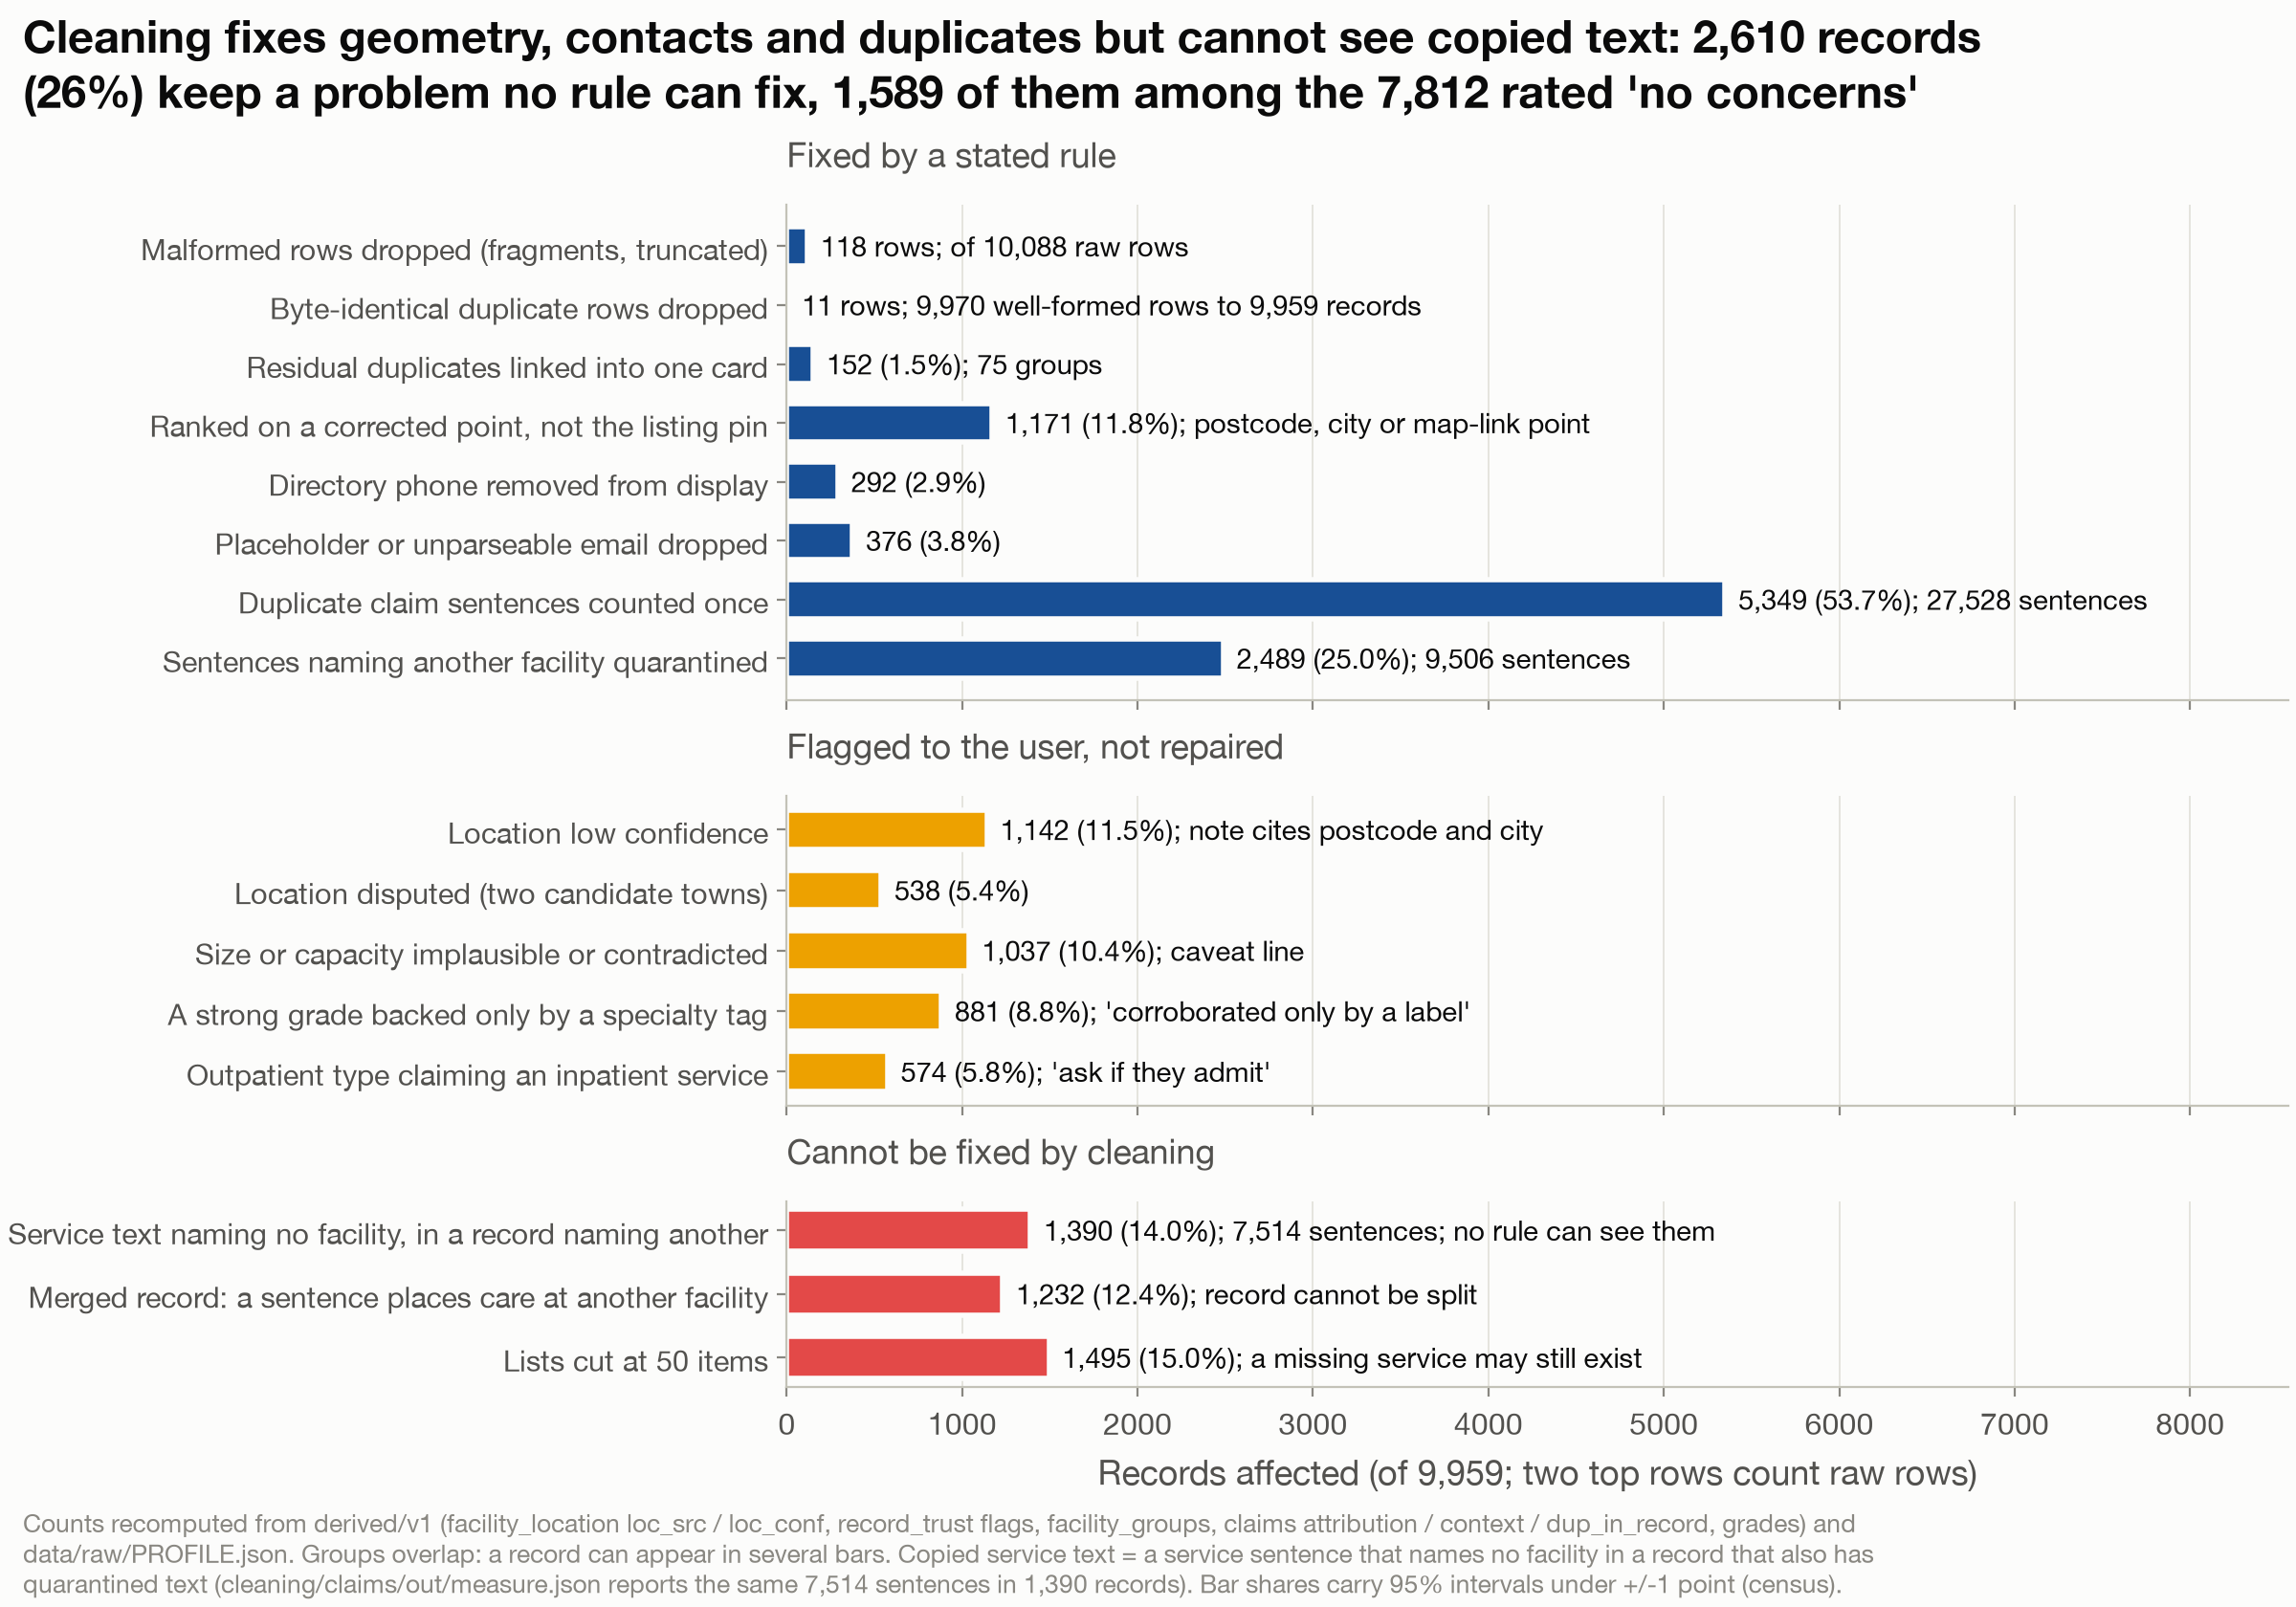 Cleaning fixes geometry, contacts and duplicates but cannot see copied text: 2,610 records
(26%) keep a problem no rule can fix, 1,589 of them among the 7,812 rated 'no concerns'
Fixed by a stated rule
Malformed rows dropped (fragments, truncated) 118 rows; of 10,088 raw rows
Byte-identical duplicate rows dropped 11 rows; 9,970 well-formed rows to 9,959 records
Residual duplicates linked into one card 152 (1.5%); 75 groups
Ranked on a corrected point, not the listing pin 1,171 (11.8%); postcode, city or map-link point
Directory phone removed from display 292 (2.9%)
Placeholder or unparseable email dropped 376 (3.8%)
Duplicate claim sentences counted once 5,349 (53.7%); 27,528 sentences
Sentences naming another facility quarantined 2,489 (25.0%); 9,506 sentences
Flagged to the user, not repaired
Location low confidence 1,142 (11.5%); note cites postcode and city
Location disputed (two candidate towns) 538 (5.4%)
Size or capacity implausible or contradicted 1,037 (10.4%); caveat line
A strong grade backed only by a specialty tag 881 (8.8%); 'corroborated only by a label'
Outpatient type claiming an inpatient service 574 (5.8%); 'ask if they admit'
Cannot be fixed by cleaning
Service text naming no facility, in a record naming another 1,390 (14.0%); 7,514 sentences; no rule can see them
Merged record: a sentence places care at another facility 1,232 (12.4%); record cannot be split
Lists cut at 50 items 1,495 (15.0%); a missing service may still exist
0 1000 2000 3000 4000 5000 6000 7000 8000
Records affected (of 9,959; two top rows count raw rows)
Counts recomputed from derived/v1 (facility_location loc_src / loc_conf, record_trust flags, facility_groups, claims attribution / context / dup_in_record, grades) and
data/raw/PROFILE.json. Groups overlap: a record can appear in several bars. Copied service text = a service sentence that names no facility in a record that also has
quarantined text (cleaning/claims/out/measure.json reports the same 7,514 sentences in 1,390 records). Bar shares carry 95% intervals under +/-1 point (census).